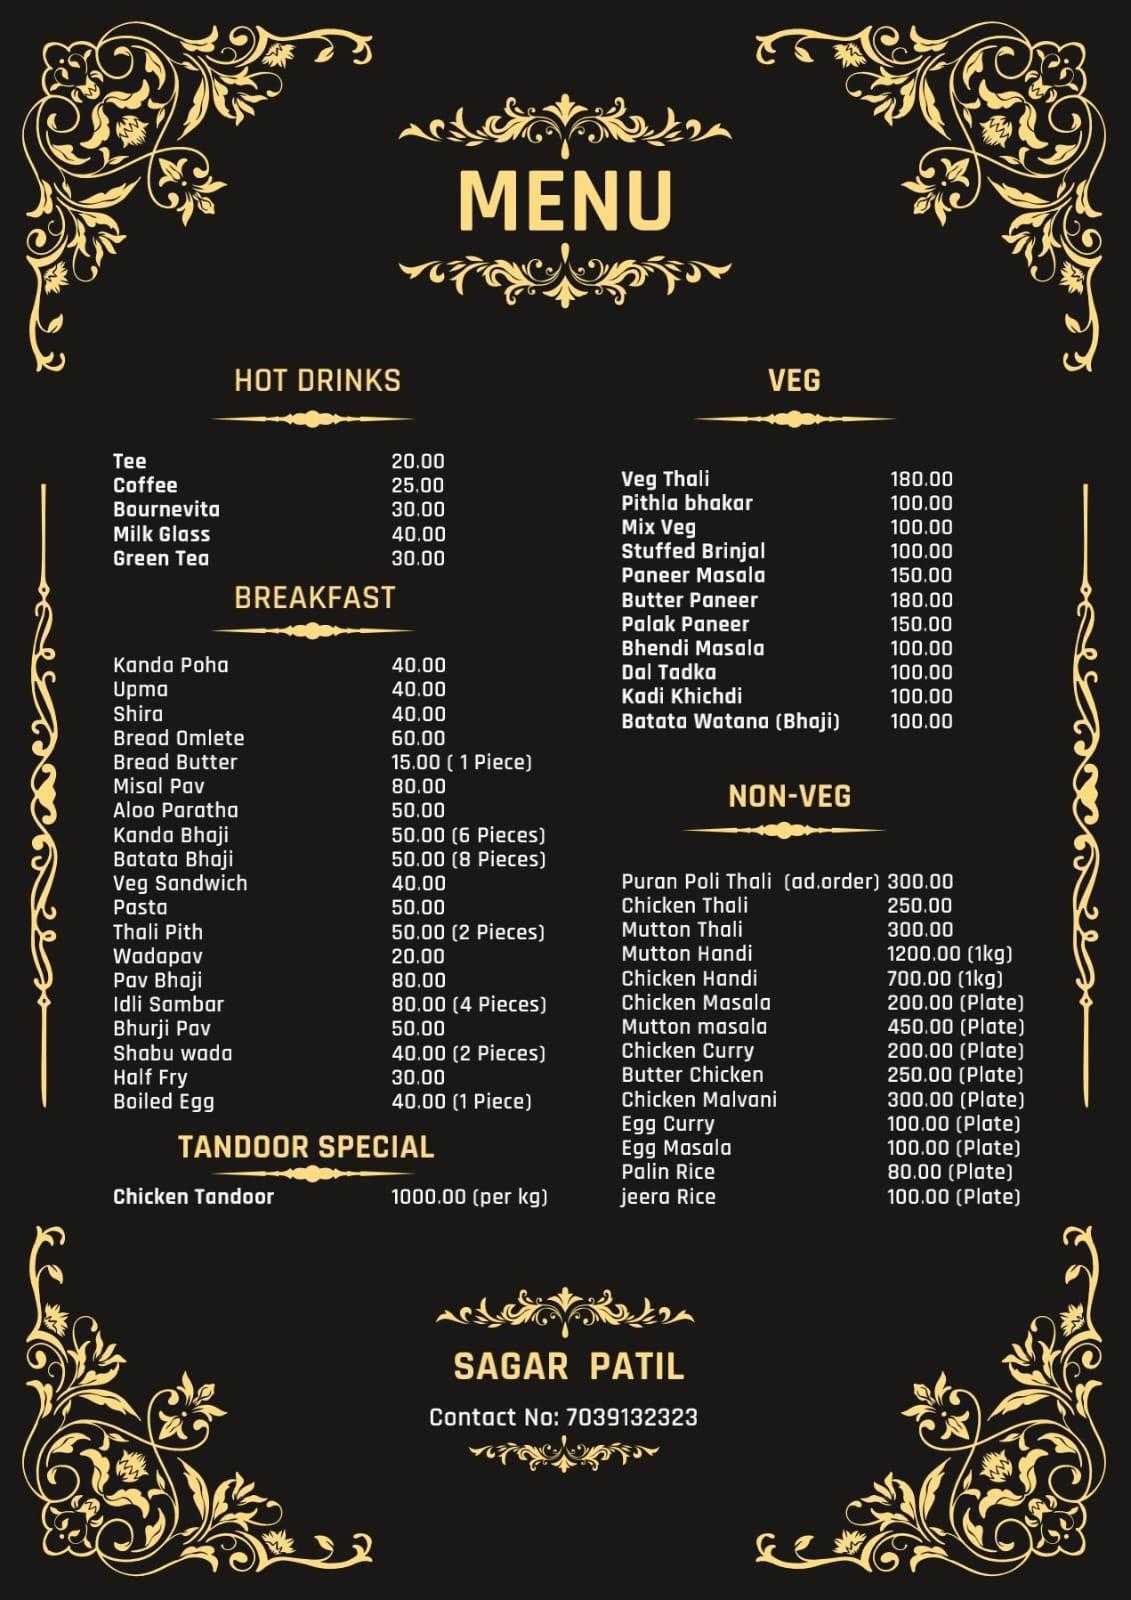 MENU
HOT DRINKS
Tee 20.00
Coffee 25.00
Bournevita 30.00
Milk Glass 40.00
Green Tea 30.00
BREAKFAST
Kanda Poha 40.00
Upma 40.00
Shira 40.00
Bread Omlete 60.00
Bread Butter 15.00 ( 1 Piece)
Misal Pav 80.00
Aloo Paratha 50.00
Kanda Bhaji 50.00 (6 Pieces)
Batata Bhaji 50.00 (8 Pieces)
Veg Sandwich 40.00
Pasta 50.00
Thali Pith 50.00 (2 Pieces)
Wadapav 20.00
Pav Bhaji 80.00
Idli Sambar 80.00 (4 Pieces)
Bhurji Pav 50.00
Shabu wada 40.00 (2 Pieces)
Half Fry 30.00
Boiled Egg 40.00 (1 Piece)
TANDOOR SPECIAL
Chicken Tandoor 1000.00 (per kg)
VEG
Veg Thali 180.00
Pithla bhakar 100.00
Mix Veg 100.00
Stuffed Brinjal 100.00
Paneer Masala 150.00
Butter Paneer 180.00
Palak Paneer 150.00
Bhendi Masala 100.00
Dal Tadka 100.00
Kadi Khichdi 100.00
Batata Watana (Bhaji) 100.00
NON-VEG
Puran Poli Thali (ad.order) 300.00
Chicken Thali 250.00
Mutton Thali 300.00
Mutton Handi 1200.00 (1kg)
Chicken Handi 700.00 (1kg)
Chicken Masala 200.00 (Plate)
Mutton masala 450.00 (Plate)
Chicken Curry 200.00 (Plate)
Butter Chicken 250.00 (Plate)
Chicken Malvani 300.00 (Plate)
Egg Curry 100.00 (Plate)
Egg Masala 100.00 (Plate)
Palin Rice 80.00 (Plate)
jeera Rice 100.00 (Plate)
SAGAR PATIL
Contact No: 7039132323